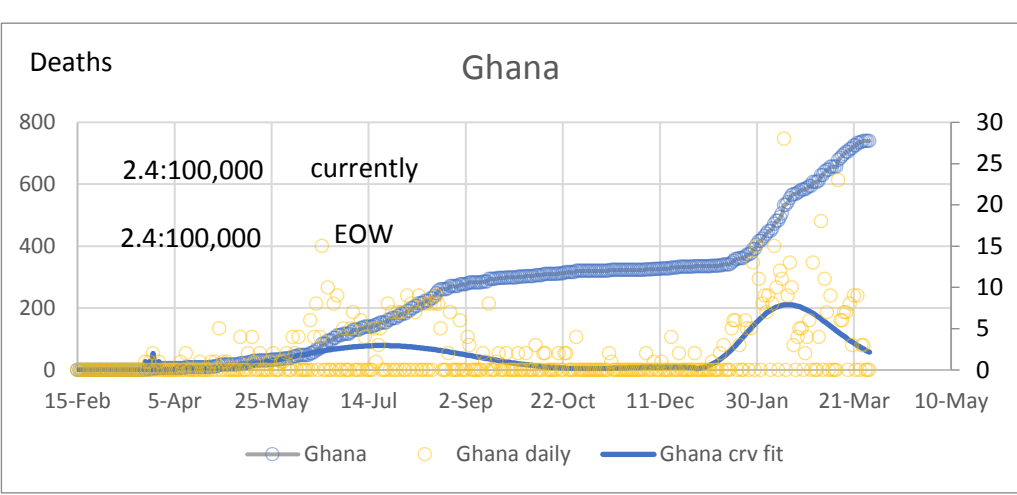 Deaths
Ghana
800 30
25
600 20
400 15
10
200 5
0 0
2.4:100,000 currently
2.4:100,000 EOW
15-Feb 5-Apr 25-May 14-Jul 2-Sep 22-Oct 11-Dec 30-Jan 21-Mar 10-May
Ghana Ghana daily Ghana crv fit